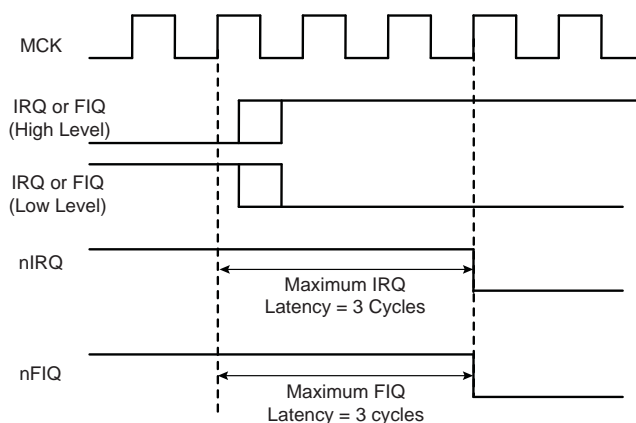 MCK
IRQ or FIQ
(High Level)
IRQ or FIQ
(Low Level)
nIRQ
Maximum IRQ
Latency = 3 Cycles
nFIQ
Maximum FIQ
Latency = 3 cycles